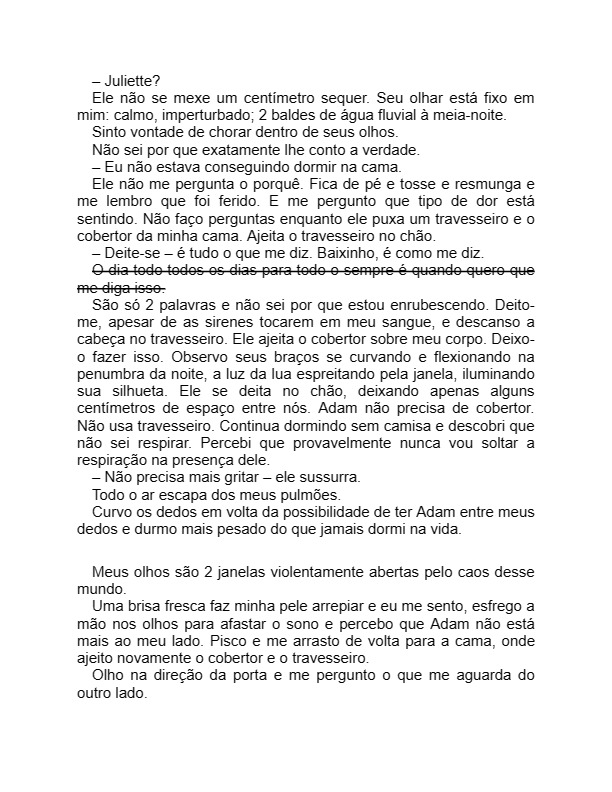 – Juliette?
Ele não se mexe um centímetro sequer. Seu olhar está fixo em
mim: calmo, imperturbado; 2 baldes de água fluvial à meia-noite.
Sinto vontade de chorar dentro de seus olhos.
Não sei por que exatamente lhe conto a verdade.
– Eu não estava conseguindo dormir na cama.
Ele não me pergunta o porquê. Fica de pé e tosse e resmunga e
me lembro que foi ferido. E me pergunto que tipo de dor está
sentindo. Não faço perguntas enquanto ele puxa um travesseiro e o
cobertor da minha cama. Ajeita o travesseiro no chão.
– Deite-se – é tudo o que me diz. Baixinho, é como me diz.
O dia todo todos os dias para todo o sempre é quando quero que
me diga isso.
São só 2 palavras e não sei por que estou enrubescendo. Deito-
me, apesar de as sirenes tocarem em meu sangue, e descanso a
cabeça no travesseiro. Ele ajeita o cobertor sobre meu corpo. Deixo-
o fazer isso. Observo seus braços se curvando e flexionando na
penumbra da noite, a luz da lua espreitando pela janela, iluminando
sua silhueta. Ele se deita no chão, deixando apenas alguns
centímetros de espaço entre nós. Adam não precisa de cobertor.
Não usa travesseiro. Continua dormindo sem camisa e descobri que
não sei respirar. Percebi que provavelmente nunca vou soltar a
respiração na presença dele.
– Não precisa mais gritar – ele sussurra.
Todo o ar escapa dos meus pulmões.
Curvo os dedos em volta da possibilidade de ter Adam entre meus
dedos e durmo mais pesado do que jamais dormi na vida.
Meus olhos são 2 janelas violentamente abertas pelo caos desse
mundo.
Uma brisa fresca faz minha pele arrepiar e eu me sento, esfrego a
mão nos olhos para afastar o sono e percebo que Adam não está
mais ao meu lado. Pisco e me arrasto de volta para a cama, onde
ajeito novamente o cobertor e o travesseiro.
Olho na direção da porta e me pergunto o que me aguarda do
outro lado.